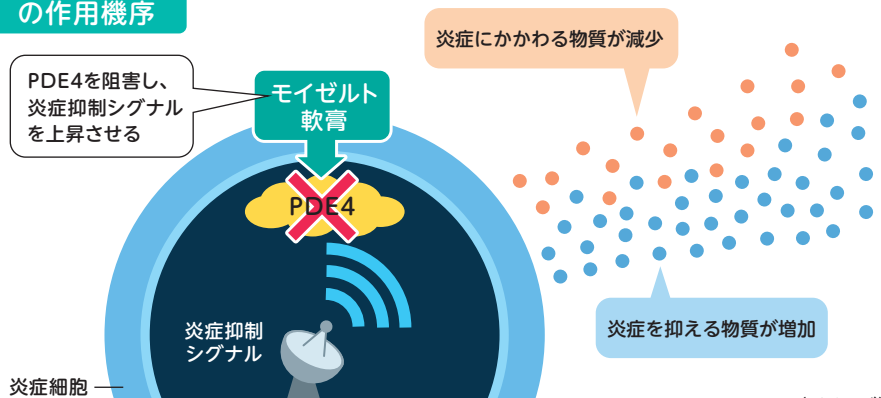 の作用機序
PDE4を阻害し、
炎症抑制シグナル
を上昇させる
モイゼルト
軟膏
炎症にかかわる物質が減少
PDE4
炎症抑制
シグナル
炎症を抑える物質が増加
炎症細胞